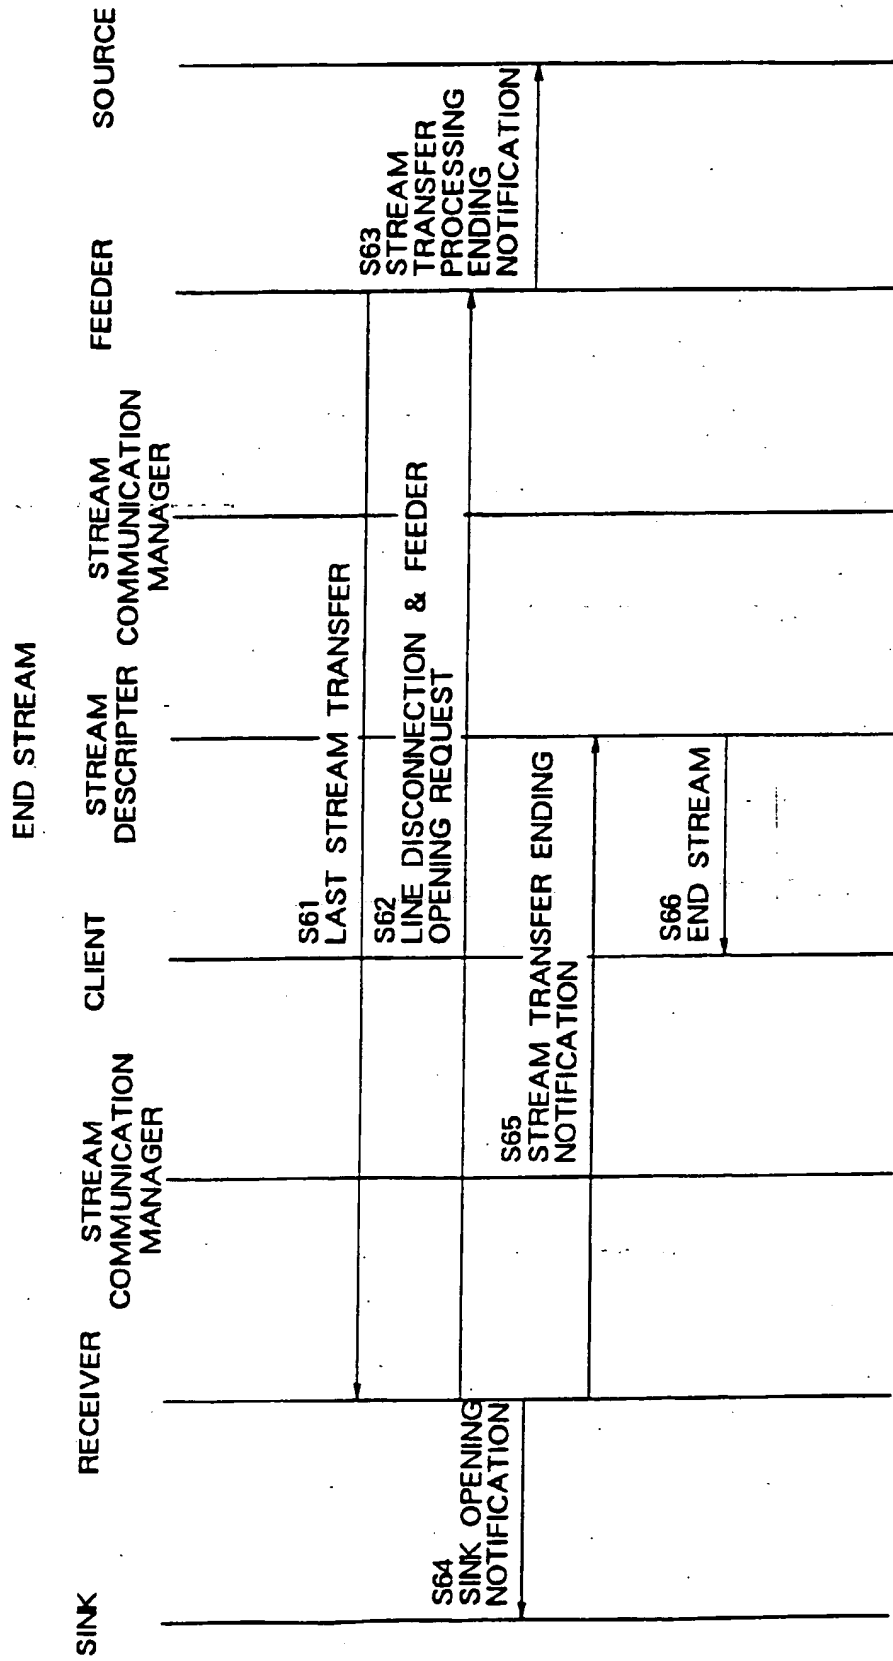 END STREAM
SINK
RECEIVER
STREAM
COMMUNICATION
MANAGER
CLIENT
STREAM
DESCRIPTER
STREAM
COMMUNICATION
MANAGER
FEEDER
SOURCE
S61
LAST STREAM TRANSFER
S62
LINE DISCONNECTION & FEEDER
OPENING REQUEST
S63
STREAM
TRANSFER
PROCESSING
ENDING
NOTIFICATION
S64
SINK OPENING
NOTIFICATION
S65
STREAM TRANSFER ENDING
NOTIFICATION
S66
END STREAM